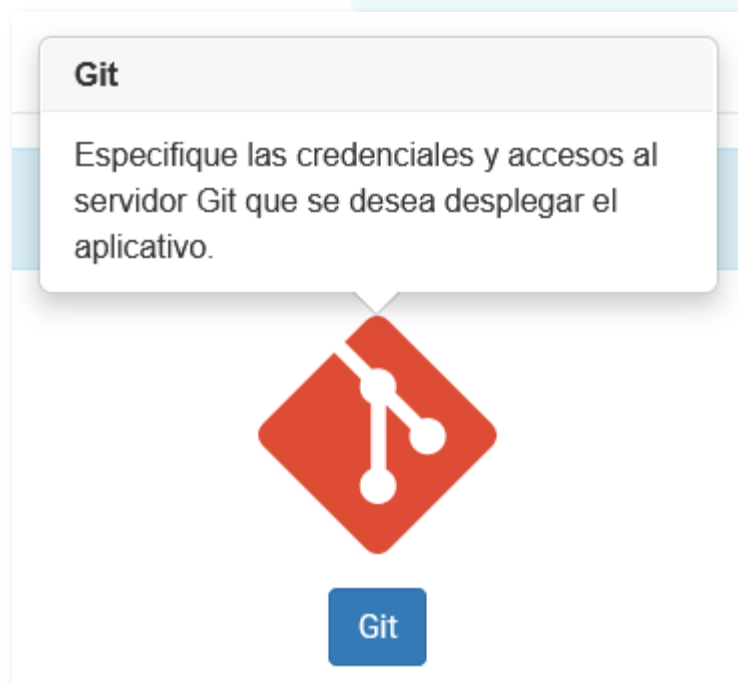 Git
Especifique las credenciales y accesos al
servidor Git que se desea desplegar el
aplicativo.
Git